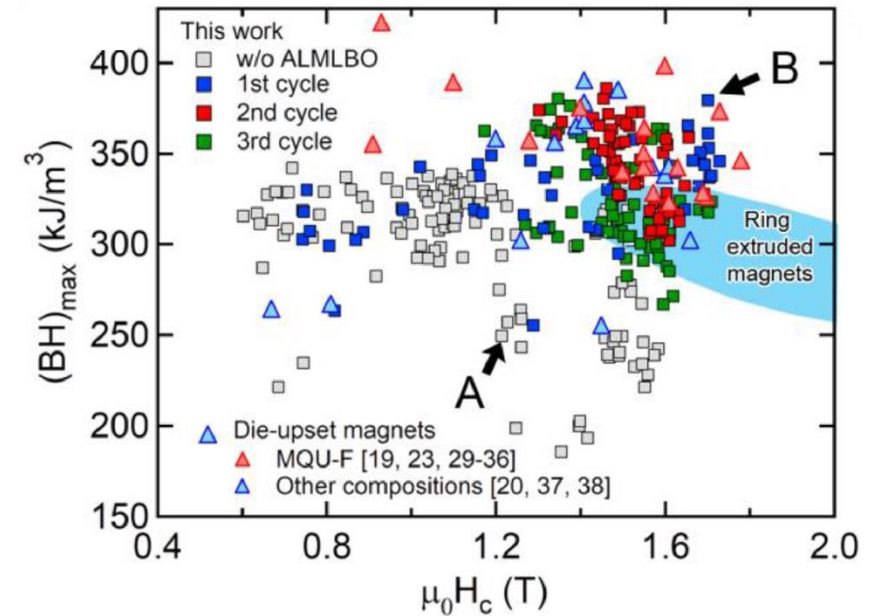 This work
w/o ALMLBO
1st cycle
2nd cycle
3rd cycle
B
Ring
extruded
magnets
A
Die-upset magnets
MQU-F [19, 23, 29-36]
Other compositions [20, 37, 38]
400
350
300
250
200
150
0.4 0.8 1.2 1.6 2.0
(BH)max (kJ/m³)
μ₀Hc (T)